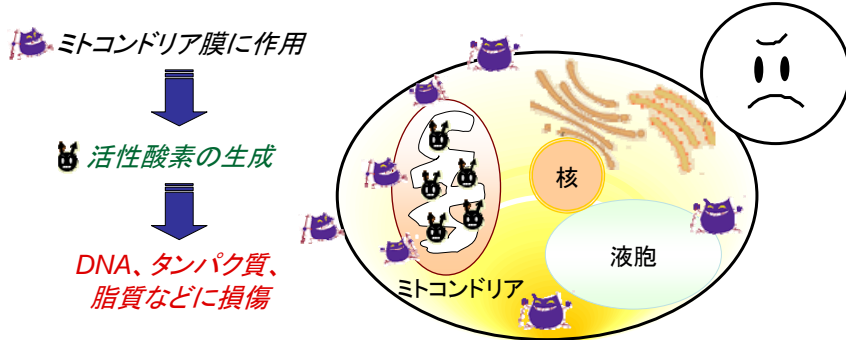 ミトコンドリア膜に作用
活性酸素の生成
DNA、タンパク質、
脂質などに損傷
核
液胞
ミトコンドリア